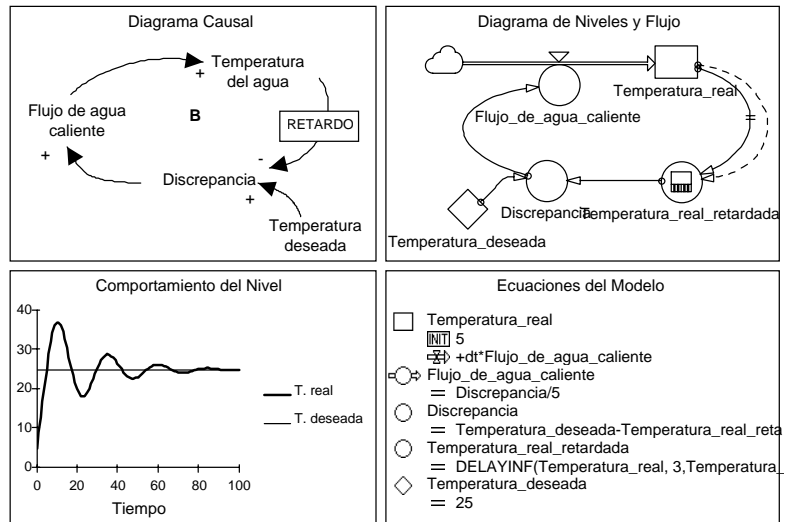 Diagrama Causal
Temperatura
del agua
+
Flujo de agua
caliente
B
RETARDO
+
-
Discrepancia
+
Temperatura
deseada
Diagrama de Niveles y Flujo
Temperatura_real
Flujo_de_agua_caliente
Discrepancia
Temperatura_real_retardada
Temperatura_deseada
Comportamiento del Nivel
40
30
20
10
0
0 20 40 60 80 100
Tiempo
T. real
T. deseada
Ecuaciones del Modelo
Temperatura_real
INIT 5
+dt*Flujo_de_agua_caliente
Flujo_de_agua_caliente
= Discrepancia/5
Discrepancia
= Temperatura_deseada-Temperatura_real_reta
Temperatura_real_retardada
= DELAYINF(Temperatura_real, 3,Temperatura_
Temperatura_deseada
= 25